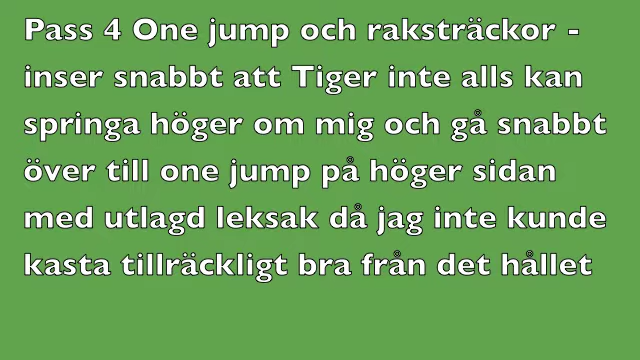 Pass 4 One jump och raksträckor -
inser snabbt att Tiger inte alls kan
springa höger om mig och gå snabbt
över till one jump på höger sidan
med utlagd leksak då jag inte kunde
kasta tillräckligt bra från det hållet